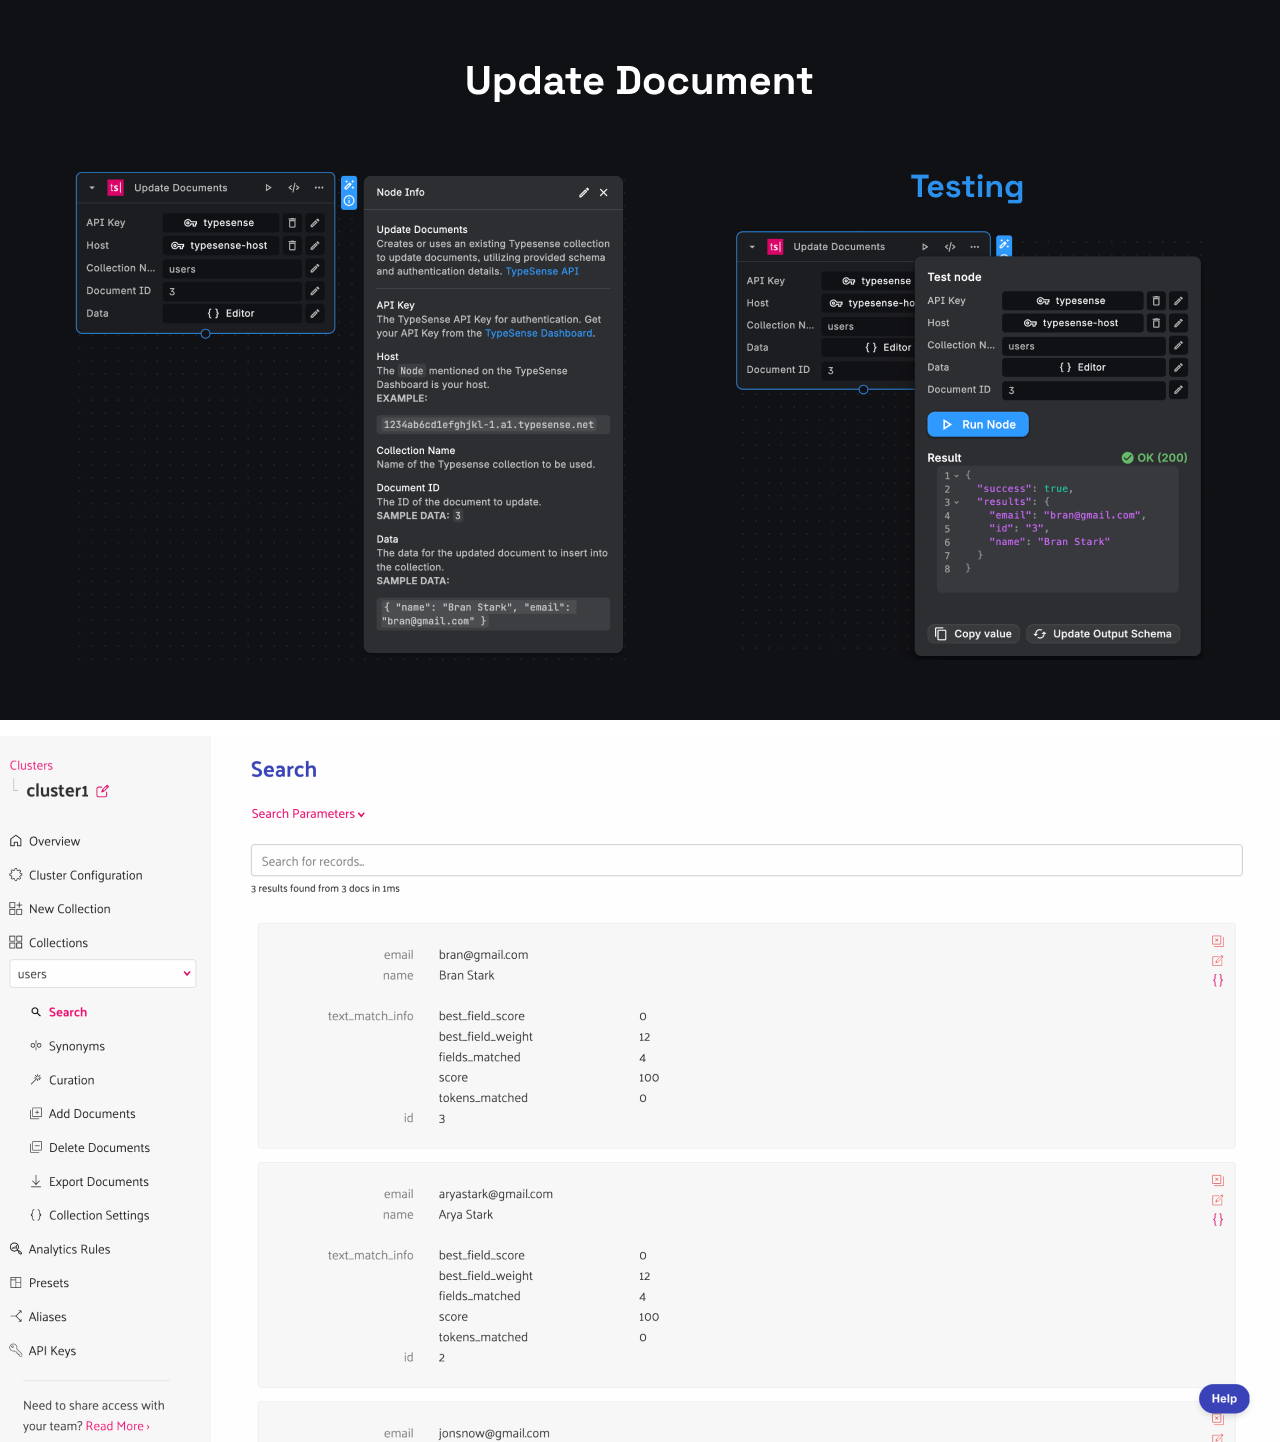 Update Document
ts|
Update Documents
API Key
typesense
Host
typesense-host
Collection N...
users
Document ID
3
Data
{ } Editor
Node Info
Update Documents
Creates or uses an existing Typesense collection
to update documents, utilizing provided schema
and authentication details. TypeSense API
API Key
The TypeSense API Key for authentication. Get
your API Key from the TypeSense Dashboard.
Host
The Node mentioned on the TypeSense
Dashboard is your host.
EXAMPLE:
1234ab6cd1efghjkl-1.a1.typesense.net
Collection Name
Name of the Typesense collection to be used.
Document ID
The ID of the document to update.
SAMPLE DATA: 3
Data
The data for the updated document to insert into
the collection.
SAMPLE DATA:
{ "name": "Bran Stark", "email":
"bran@gmail.com" }
Testing
ts|
Update Documents
API Key
typesense
Host
typesense-ho
Collection N...
users
Data
{ } Editor
Document ID
3
Test node
API Key
typesense
Host
typesense-host
Collection N...
users
Data
{ } Editor
Document ID
3
Run Node
Result
OK (200)
1 {
2 "success": true,
3 "results": {
4 "email": "bran@gmail.com",
5 "id": "3",
6 "name": "Bran Stark"
7 }
8 }
Copy value
Update Output Schema
Clusters
cluster1
Overview
Cluster Configuration
New Collection
Collections
users
Search
Synonyms
Curation
Add Documents
Delete Documents
Export Documents
{ } Collection Settings
Analytics Rules
Presets
Aliases
API Keys
Need to share access with
your team? Read More ›
Search
Search Parameters
Search for records...
3 results found from 3 docs in 1ms
email bran@gmail.com
name Bran Stark
{ }
text_match_info best_field_score 0
best_field_weight 12
fields_matched 4
score 100
tokens_matched 0
id 3
email aryastark@gmail.com
name Arya Stark
{ }
text_match_info best_field_score 0
best_field_weight 12
fields_matched 4
score 100
tokens_matched 0
id 2
Help
email jonsnow@gmail.com